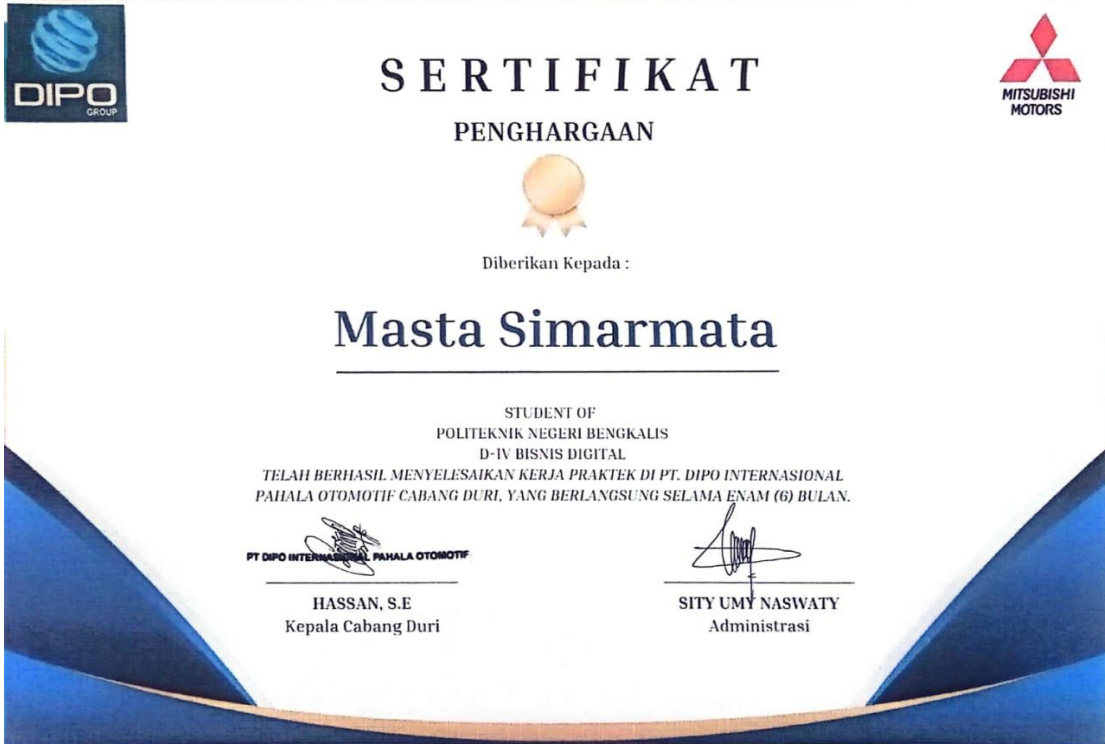 DIPO
GROUP
SERTIFIKAT
MITSUBISHI
MOTORS
PENGHARGAAN
Diberikan Kepada :
Masta Simarmata
STUDENT OF
POLITEKNIK NEGERI BENGKALIS
D-IV BISNIS DIGITAL
TELAH BERHASIL MENYELESAIKAN KERJA PRAKTEK DI PT. DIPO INTERNASIONAL
PAHALA OTOMOTIF CABANG DURI, YANG BERLANGSUNG SELAMA ENAM (6) BULAN.
PT DIPO INTERNASIONAL PAHALA OTOMOTIF
HASSAN, S.E
Kepala Cabang Duri
SITY UMY NASWATY
Administrasi